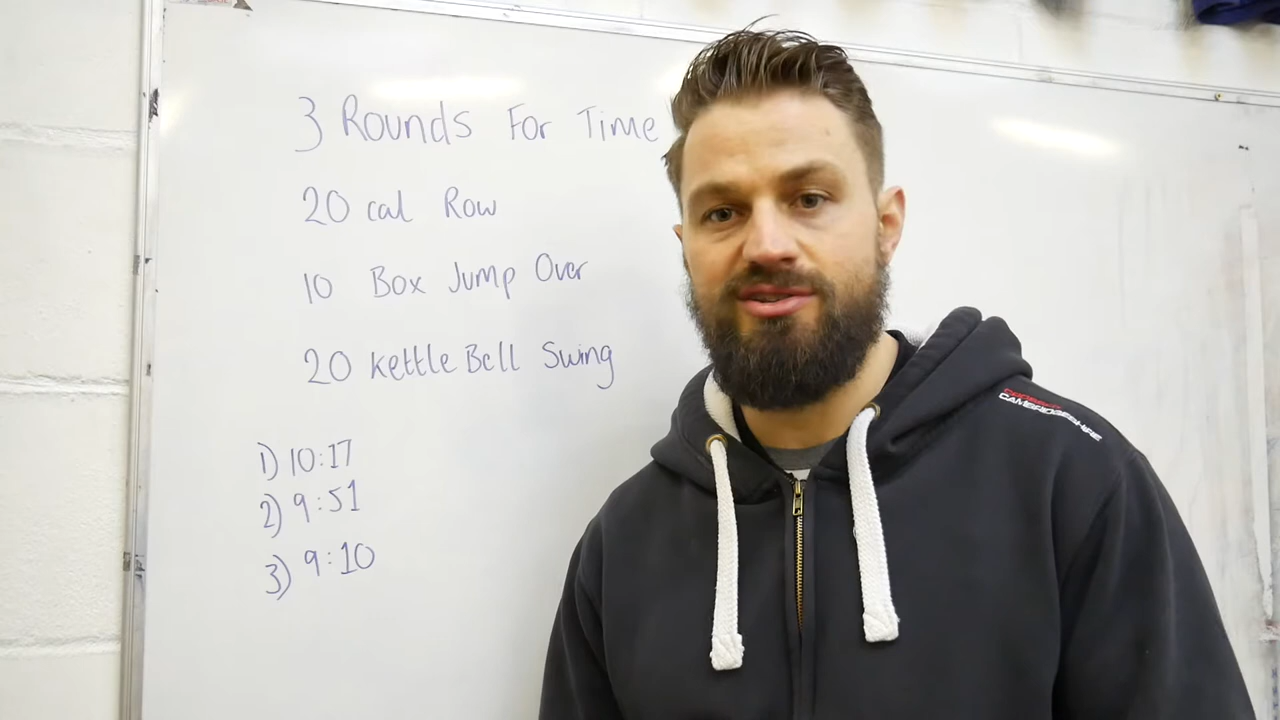 3 Rounds For Time
20 cal Row
10 Box Jump Over
20 Kettle Bell Swing
1) 10:17
2) 9:51
3) 9:10
CROSSFIT
CAMBRIDGESHIRE